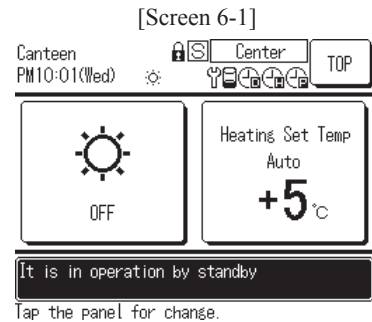 [Screen 6-1]
Canteen
S
Center
TOP
PM10:01(Wed)
OFF
Heating Set Temp
Auto
+5℃
It is in operation by standby
Tap the panel for change.